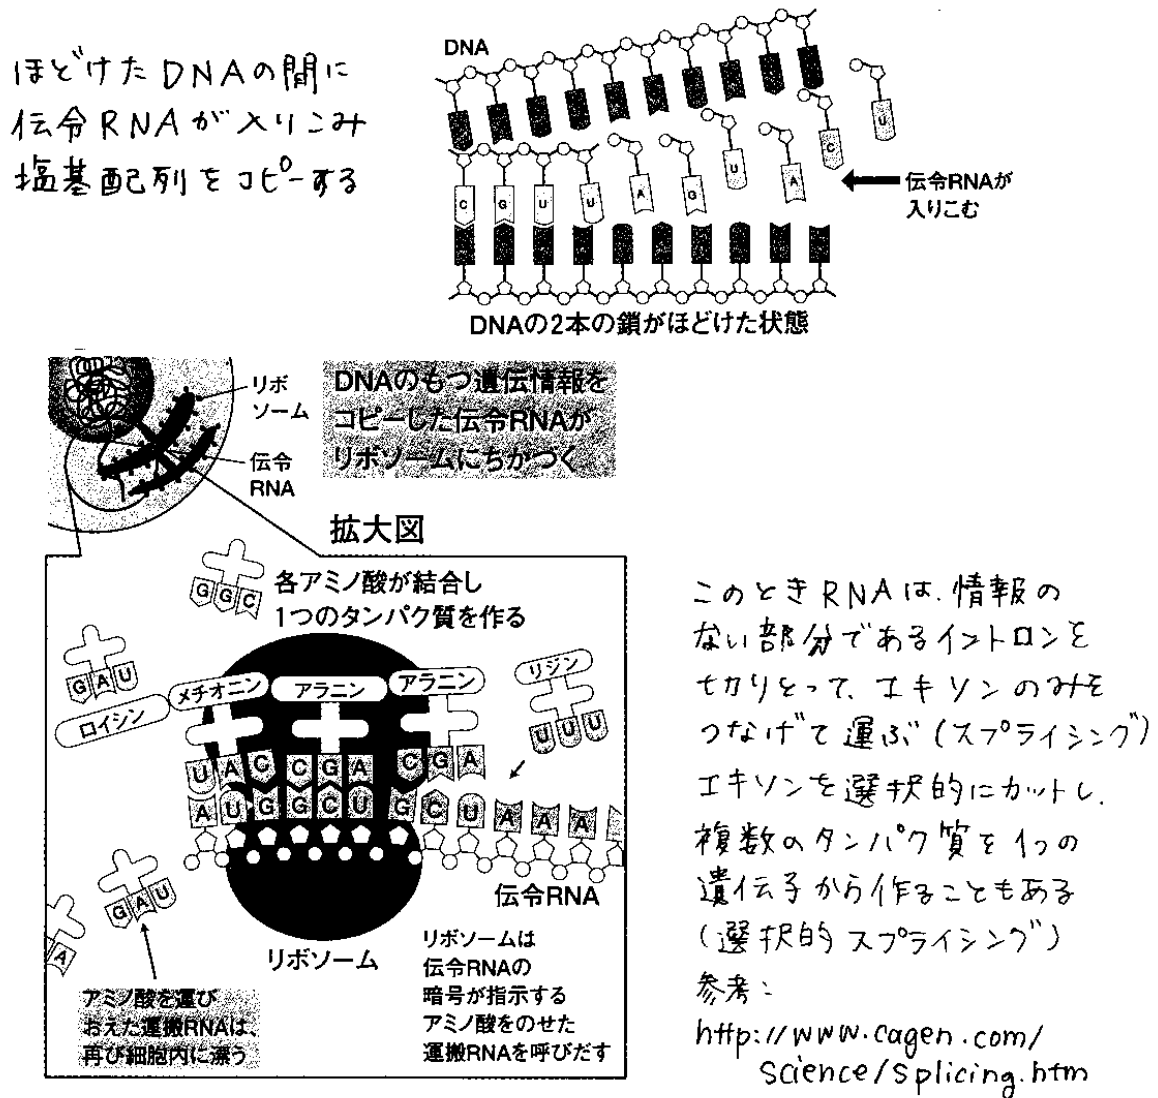 ほどけたDNAの間に
伝令RNAが入りこみ
塩基配列をコピーする
DNA
U
C
U
A
C
G
U
U
A
G
伝令RNAが
入りこむ
DNAの2本の鎖がほどけた状態
リボ
ソーム
伝令
RNA
DNAのもつ遺伝情報を
コピーした伝令RNAが
リボソームにちかづく
拡大図
GGC
各アミノ酸が結合し
1つのタンパク質を作る
GAU
ロイシン
メチオニン
アラニン
アラニン
リジン
UUU
UAC CGA CGA
AUGGCUGCUAAA
伝令RNA
GAU
A
リボソーム
アミノ酸を運び
おえた運搬RNAは、
再び細胞内に漂う
リボソームは
伝令RNAの
暗号が指示する
アミノ酸をのせた
運搬RNAを呼びだす
このときRNAは、情報の
ない部分であるイントロンを
切りとって、エキソンのみを
つなげて運ぶ(スプライシング)
エキソンを選択的にカットし、
複数のタンパク質を1つの
遺伝子から作ることもある
(選択的スプライシング)
参考:
http://www.cagen.com/
science/splicing.htm